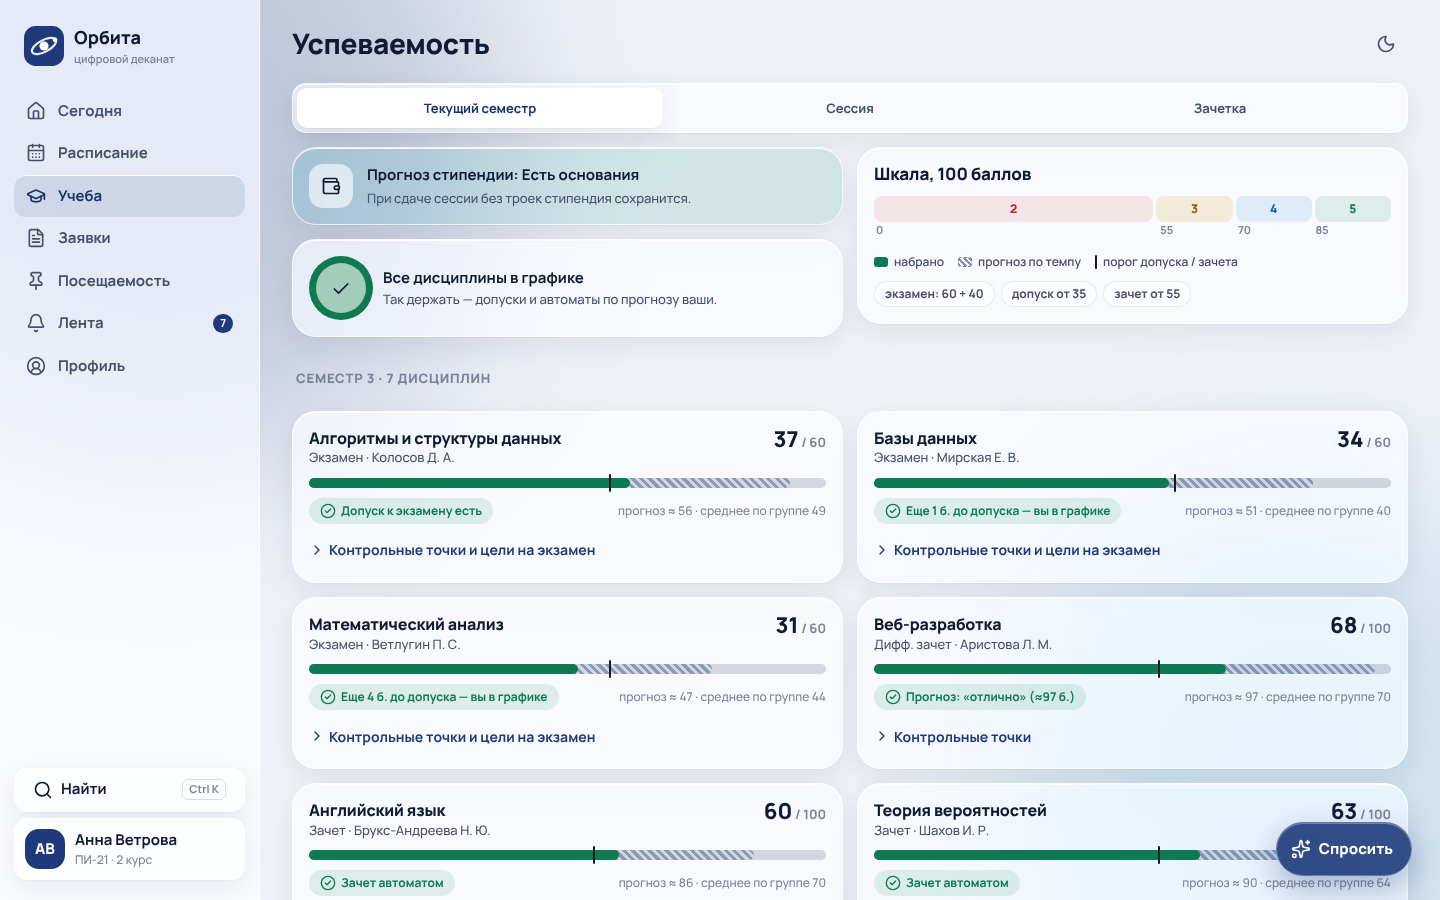 Орбита
цифровой деканат
Сегодня
Расписание
Учеба
Заявки
Посещаемость
Лента
7
Профиль
Найти
Ctrl K
АВ
Анна Ветрова
ПИ-21 · 2 курс
Успеваемость
Текущий семестр
Сессия
Зачетка
Прогноз стипендии: Есть основания
При сдаче сессии без троек стипендия сохранится.
Все дисциплины в графике
Так держать — допуски и автоматы по прогнозу ваши.
Шкала, 100 баллов
2 3 4 5
0 55 70 85
набрано прогноз по темпу порог допуска / зачета
экзамен: 60 + 40 допуск от 35 зачет от 55
СЕМЕСТР 3 · 7 ДИСЦИПЛИН
Алгоритмы и структуры данных 37 / 60
Экзамен · Колосов Д. А.
Допуск к экзамену есть прогноз ≈ 56 · среднее по группе 49
Контрольные точки и цели на экзамен
Базы данных 34 / 60
Экзамен · Мирская Е. В.
Еще 1 б. до допуска — вы в графике прогноз ≈ 51 · среднее по группе 40
Контрольные точки и цели на экзамен
Математический анализ 31 / 60
Экзамен · Ветлугин П. С.
Еще 4 б. до допуска — вы в графике прогноз ≈ 47 · среднее по группе 44
Контрольные точки и цели на экзамен
Веб-разработка 68 / 100
Дифф. зачет · Аристова Л. М.
Прогноз: «отлично» (≈97 б.) прогноз ≈ 97 · среднее по группе 70
Контрольные точки
Английский язык 60 / 100
Зачет · Брукс-Андреева Н. Ю.
Зачет автоматом прогноз ≈ 86 · среднее по группе 70
Теория вероятностей 63 / 100
Зачет · Шахов И. Р.
Зачет автоматом прогноз ≈ 90 · среднее по группе 64
Спросить